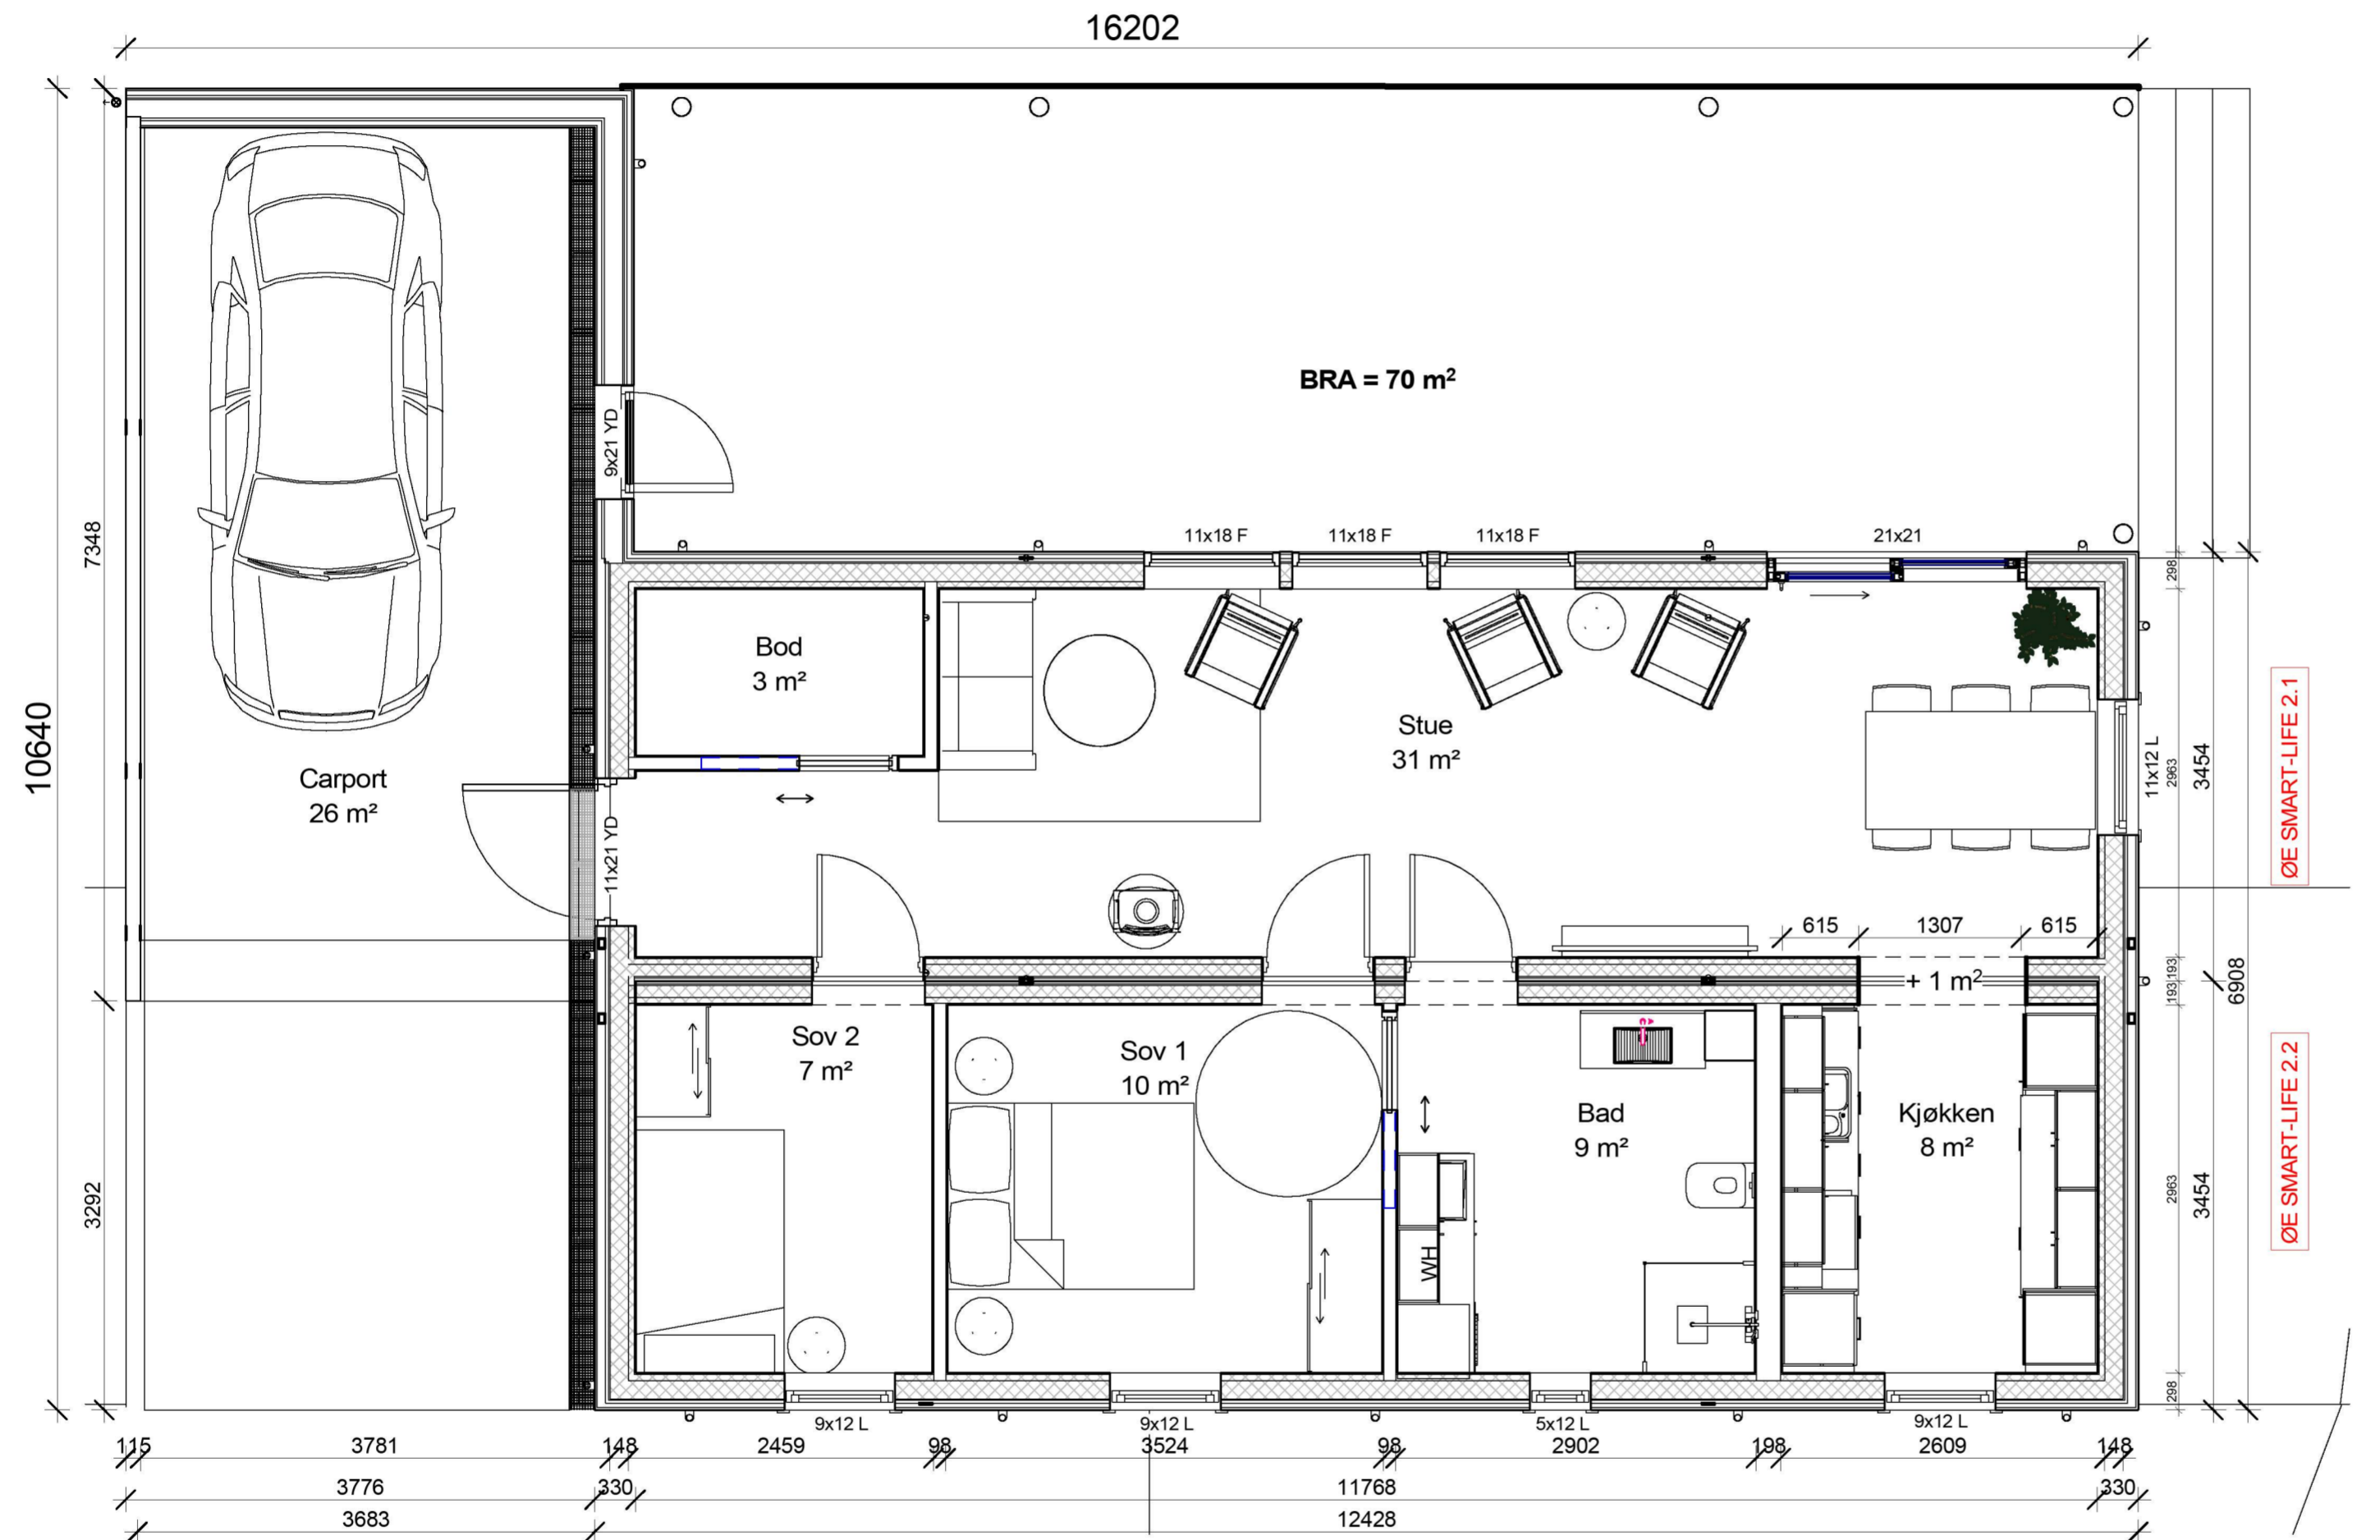 16202
BRA = 70 m²
9x21 YD
11x18 F
11x18 F
11x18 F
21x21
7348
298
Bod
3 m²
Stue
31 m²
10640
Carport
26 m²
11x12 L
2963
3454
ØE SMART-LIFE 2.1
11x21 YD
615
1307
615
+ 1 m²
193
193
6908
Sov 2
7 m²
Sov 1
10 m²
Bad
9 m²
Kjøkken
8 m²
3292
2963
3454
ØE SMART-LIFE 2.2
WH
298
9x12 L
9x12 L
5x12 L
9x12 L
115
3781
148
2459
98
3524
98
2902
198
2609
148
3776
330
11768
330
3683
12428